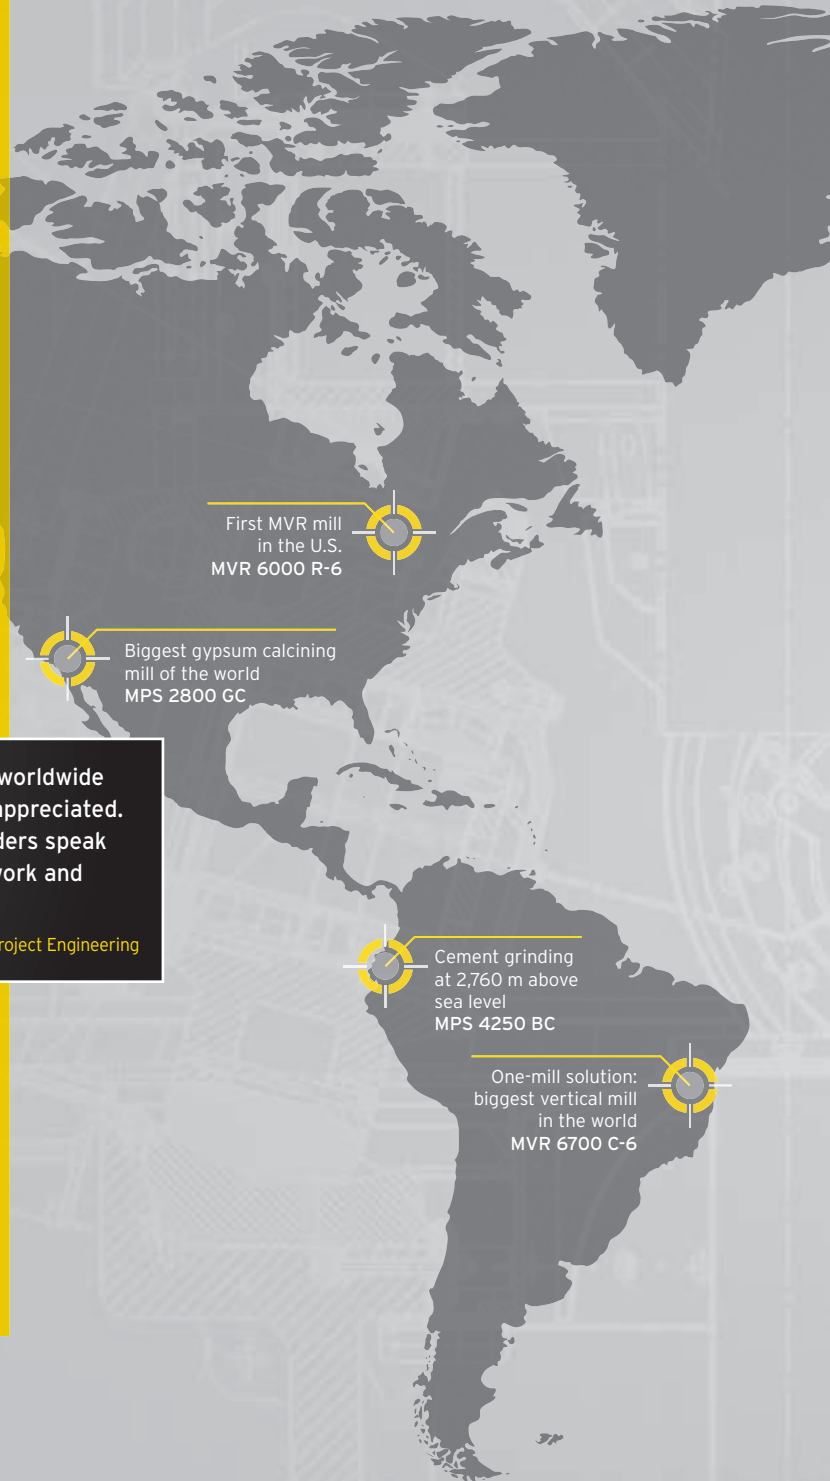 First MVR mill
in the U.S.
MVR 6000 R-6
Biggest gypsum calcining
mill of the world
MPS 2800 GC
worldwide
appreciated.
ders speak
work and
roject Engineering
Cement grinding
at 2,760 m above
sea level
MPS 4250 BC
One-mill solution:
biggest vertical mill
in the world
MVR 6700 C-6